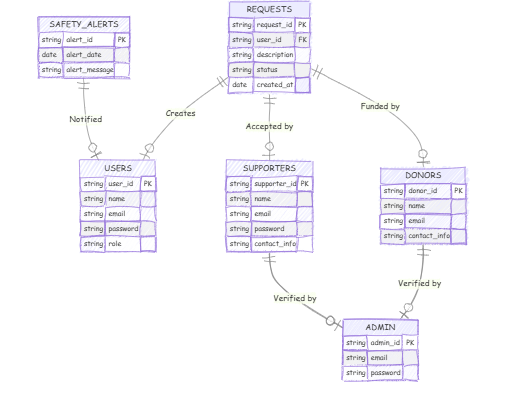 REQUESTS
string request_id PK
string user_id FK
string description
string status
date created_at
SAFETY_ALERTS
string alert_id PK
date alert_date
string alert_message
Notified
Creates
Accepted by
Funded by
USERS
string user_id PK
string name
string email
string password
string role
SUPPORTERS
string supporter_id PK
string name
string email
string password
string contact_info
DONORS
string donor_id PK
string name
string email
string contact_info
Verified by
Verified by
ADMIN
string admin_id PK
string email
string password